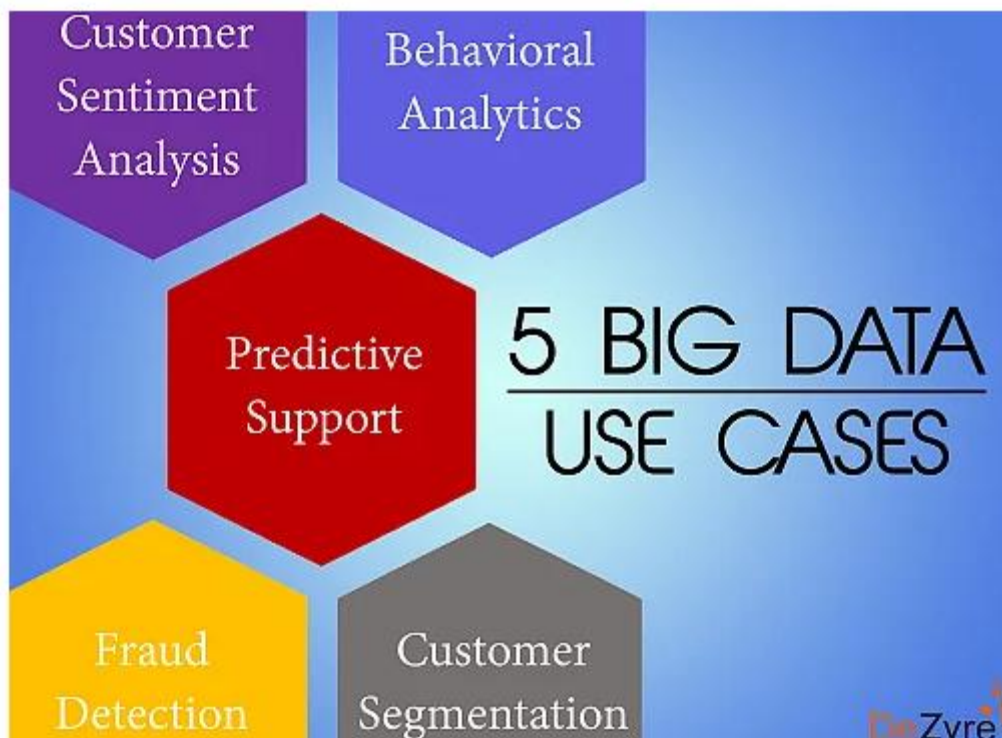 Customer
Sentiment
Analysis
Behavioral
Analytics
Predictive
Support
5 BIG DATA
USE CASES
Fraud
Detection
Customer
Segmentation
DeZyre